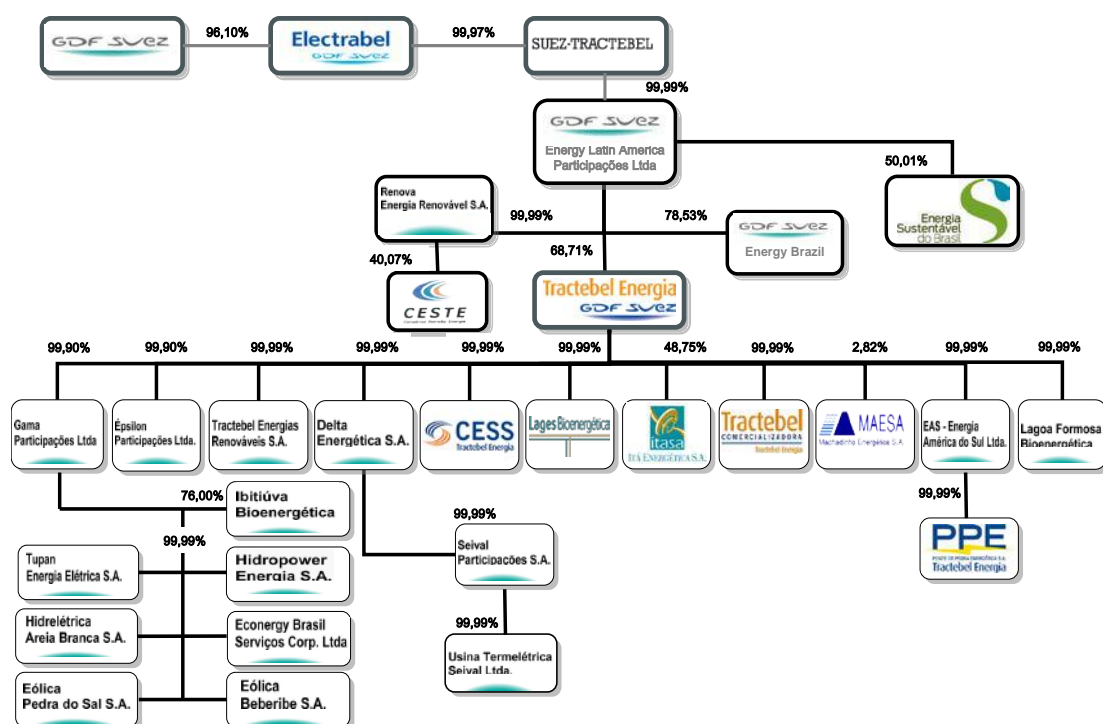 GDF SUEZ
96,10%
Electrabel
GDF SUEZ
99,97%
SUEZ-TRACTEBEL
99,99%
GDF SUEZ
Energy Latin America
Participações Ltda
50,01%
Energia
Sustentável
do Brasil
Renova
Energia Renovável S.A.
99,99%
78,53%
GDF SUEZ
Energy Brazil
40,07%
CESTE
68,71%
Tractebel Energia
GDF SUEZ
99,90%
99,90%
99,99%
99,99%
99,99%
99,99%
48,75%
99,99%
2,82%
99,99%
99,99%
Gama
Participações Ltda
Épsilon
Participações Ltda.
Tractebel Energias
Renováveis S.A.
Delta
Energética S.A.
CESS
Tractebel Energia
Lages Bioenergética
itasa
ITÁ ENERGÉTICA S.A.
Tractebel
COMERCIALIZADORA
Tractebel Energia
MAESA
Machadinho Energética S.A.
EAS - Energia
América do Sul Ltda.
Lagoa Formosa
Bioenergética
76,00%
Ibitiúva
Bioenergética
99,99%
Tupan
Energia Elétrica S.A.
Hidropower
Energia S.A.
Hidrelétrica
Areia Branca S.A.
Econergy Brasil
Serviços Corp. Ltda
Eólica
Pedra do Sal S.A.
Eólica
Beberibe S.A.
99,99%
Seival
Participações S.A.
99,99%
Usina Termelétrica
Seival Ltda.
99,99%
PPE
PONTE DE PEDRA ENERGÉTICA S.A.
Tractebel Energia